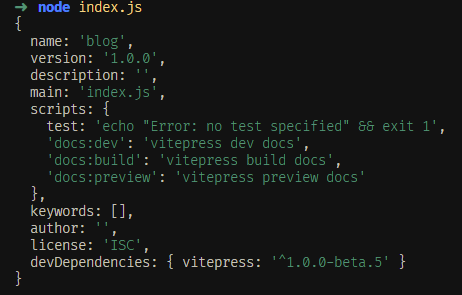 ➜ node index.js
{
  name: 'blog',
  version: '1.0.0',
  description: '',
  main: 'index.js',
  scripts: {
    test: 'echo "Error: no test specified" && exit 1',
    'docs:dev': 'vitepress dev docs',
    'docs:build': 'vitepress build docs',
    'docs:preview': 'vitepress preview docs'
  },
  keywords: [],
  author: '',
  license: 'ISC',
  devDependencies: { vitepress: '^1.0.0-beta.5' }
}